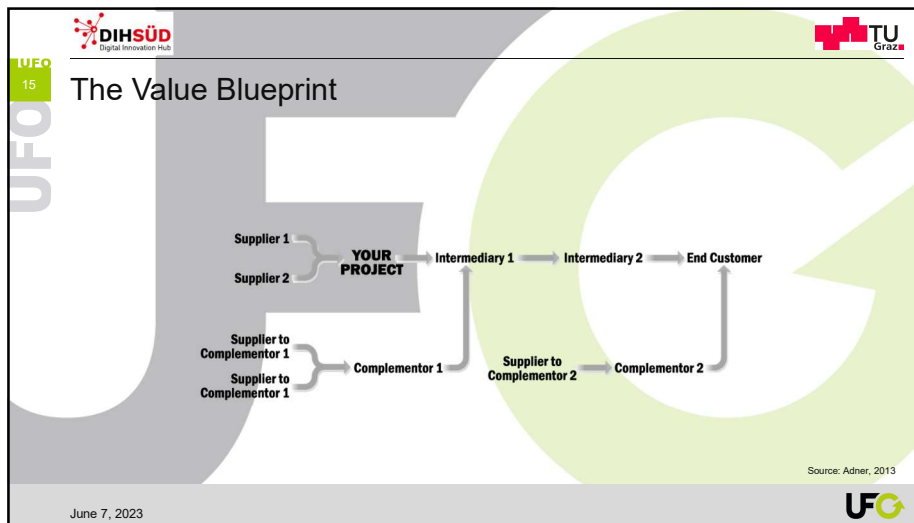 DIHSÜD
Digital Innovation Hub
TU
Graz
UFO
15
UFO
The Value Blueprint
Supplier 1
Supplier 2
YOUR
PROJECT
Intermediary 1
Intermediary 2
End Customer
Supplier to
Complementor 1
Supplier to
Complementor 1
Complementor 1
Supplier to
Complementor 2
Complementor 2
Source: Adner, 2013
June 7, 2023
UFO